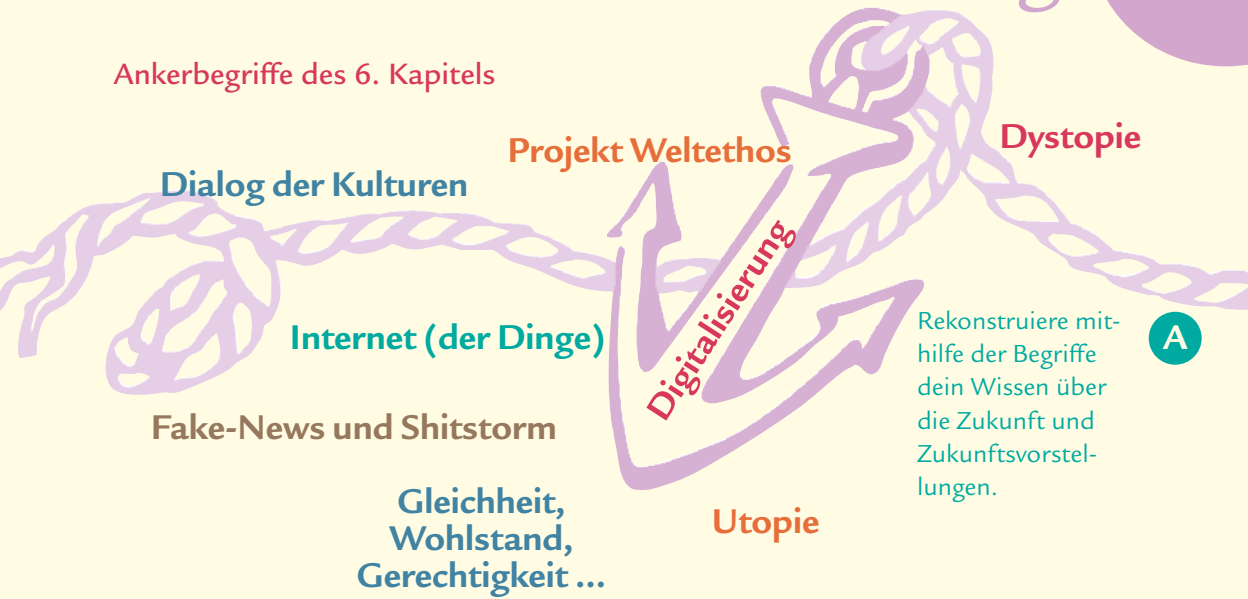 Ankerbegriffe des 6. Kapitels
Projekt Weltethos
Dystopie
Dialog der Kulturen
Digitalisierung
Internet (der Dinge)
Rekonstruiere mit-
hilfe der Begriffe
dein Wissen über
die Zukunft und
Zukunftsvorstel-
lungen.
A
Fake-News und Shitstorm
Gleichheit,
Wohlstand,
Gerechtigkeit ...
Utopie